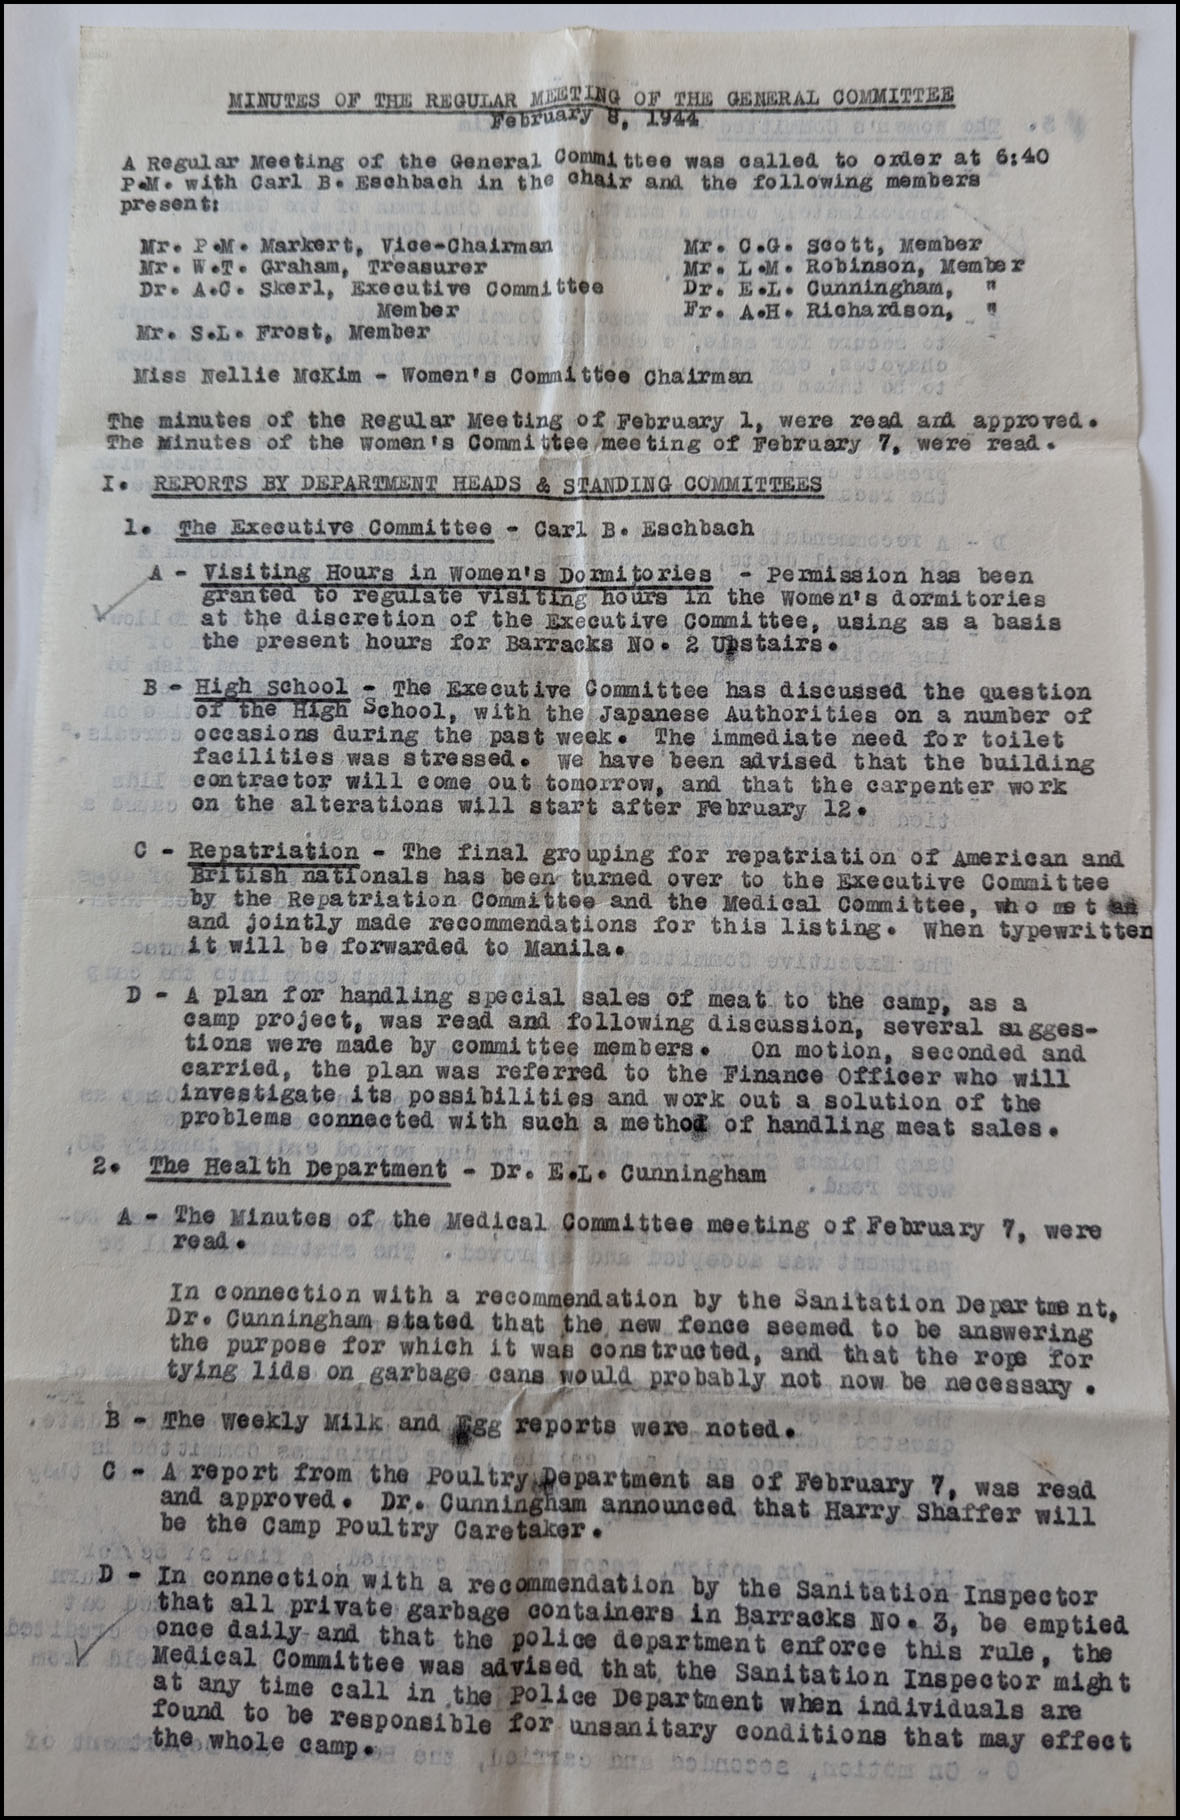 MINUTES OF THE REGULAR MEETING OF THE GENERAL COMMITTEE
February 8, 1944
A Regular Meeting of the General Committee was called to order at 6:40
P.M. with Carl B. Eschbach in the chair and the following members
present:
Mr. P.M. Markert, Vice-Chairman Mr. C.G. Scott, Member
Mr. W.T. Graham, Treasurer Mr. L.M. Robinson, Member
Dr. A.C. Skerl, Executive Committee Dr. E.L. Cunningham, "
Member Fr. A.H. Richardson, "
Mr. S.L. Frost, Member
Miss Nellie McKim - Women's Committee Chairman
The minutes of the Regular Meeting of February 1, were read and approved.
The Minutes of the Women's Committee meeting of February 7, were read.
I. REPORTS BY DEPARTMENT HEADS & STANDING COMMITTEES
1. The Executive Committee - Carl B. Eschbach
A - Visiting Hours in Women's Dormitories - Permission has been
granted to regulate visiting hours in the Women's dormitories
at the discretion of the Executive Committee, using as a basis
the present hours for Barracks No. 2 Upstairs.
B - High School - The Executive Committee has discussed the question
of the High School, with the Japanese Authorities on a number of
occasions during the past week. The immediate need for toilet
facilities was stressed. We have been advised that the building
contractor will come out tomorrow, and that the carpenter work
on the alterations will start after February 12.
C - Repatriation - The final grouping for repatriation of American and
British nationals has been turned over to the Executive Committee
by the Repatriation Committee and the Medical Committee, who met
and jointly made recommendations for this listing. When typewritten
it will be forwarded to Manila.
D - A plan for handling special sales of meat to the camp, as a
camp project, was read and following discussion, several sugges-
tions were made by committee members. On motion, seconded and
carried, the plan was referred to the Finance Officer who will
investigate its possibilities and work out a solution of the
problems connected with such a method of handling meat sales.
2. The Health Department - Dr. E.L. Cunningham
A - The Minutes of the Medical Committee meeting of February 7, were
read.
In connection with a recommendation by the Sanitation Department,
Dr. Cunningham stated that the new fence seemed to be answering
the purpose for which it was constructed, and that the rope for
tying lids on garbage cans would probably not now be necessary.
B - The Weekly Milk and Egg reports were noted.
C - A report from the Poultry Department as of February 7, was read
and approved. Dr. Cunningham announced that Harry Shaffer will
be the Camp Poultry Caretaker.
D - In connection with a recommendation by the Sanitation Inspector
that all private garbage containers in Barracks No. 3, be emptied
once daily and that the police department enforce this rule, the
Medical Committee was advised that the Sanitation Inspector might
at any time call in the Police Department when individuals are
found to be responsible for unsanitary conditions that may effect
the whole camp.